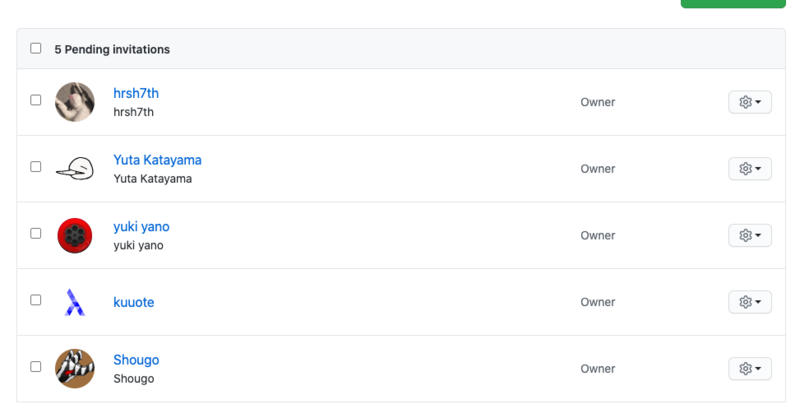 5 Pending invitations
hrsh7th
hrsh7th
Owner
Yuta Katayama
Yuta Katayama
Owner
yuki yano
yuki yano
Owner
kuuote
Owner
Shougo
Shougo
Owner